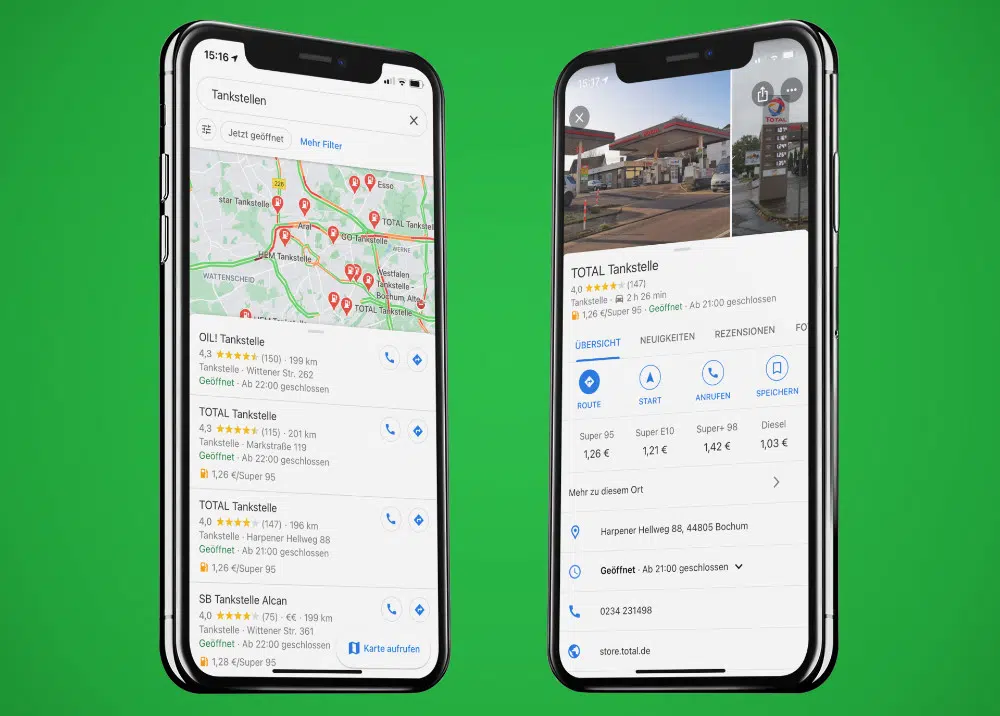 15:16
Tankstellen
Jetzt geöffnet
Mehr Filter
226
Esso
star Tankstelle
Aral
TOTAL Tankstell
GO Tankstelle
WERNE
HEM Tankstelle
WATTENSCHEID
Westfalen
Tankstelle -
Bochum, Alte
TOTAL Tankstelle
HEM Tankstelle
OIL! Tankstelle
4,3 (150) · 199 km
Tankstelle · Wittener Str. 262
Geöffnet · Ab 22:00 geschlossen
TOTAL Tankstelle
4,3 (115) · 201 km
Tankstelle · Markstraße 119
Geöffnet · Ab 22:00 geschlossen
1,26 €/Super 95
TOTAL Tankstelle
4,0 (147) · 196 km
Tankstelle · Harpener Hellweg 88
Geöffnet · Ab 21:00 geschlossen
1,26 €/Super 95
SB Tankstelle Alcan
4,0 (75) · €€ · 199 km
Tankstelle · Wittener Str. 361
Geöffnet · Ab 22:00 geschlossen
1,28 €/Super 95
Karte aufrufen
15:17
TOTAL
TOTAL Tankstelle
4,0 (147)
Tankstelle · 2 h 26 min
1,26 €/Super 95 · Geöffnet · Ab 21:00 geschlossen
ÜBERSICHT
NEUIGKEITEN
REZENSIONEN
FO
ROUTE
START
ANRUFEN
SPEICHERN
Super 95
Super E10
Super+ 98
Diesel
1,26 €
1,21 €
1,42 €
1,03 €
Mehr zu diesem Ort
Harpener Hellweg 88, 44805 Bochum
Geöffnet · Ab 21:00 geschlossen
0234 231498
store.total.de